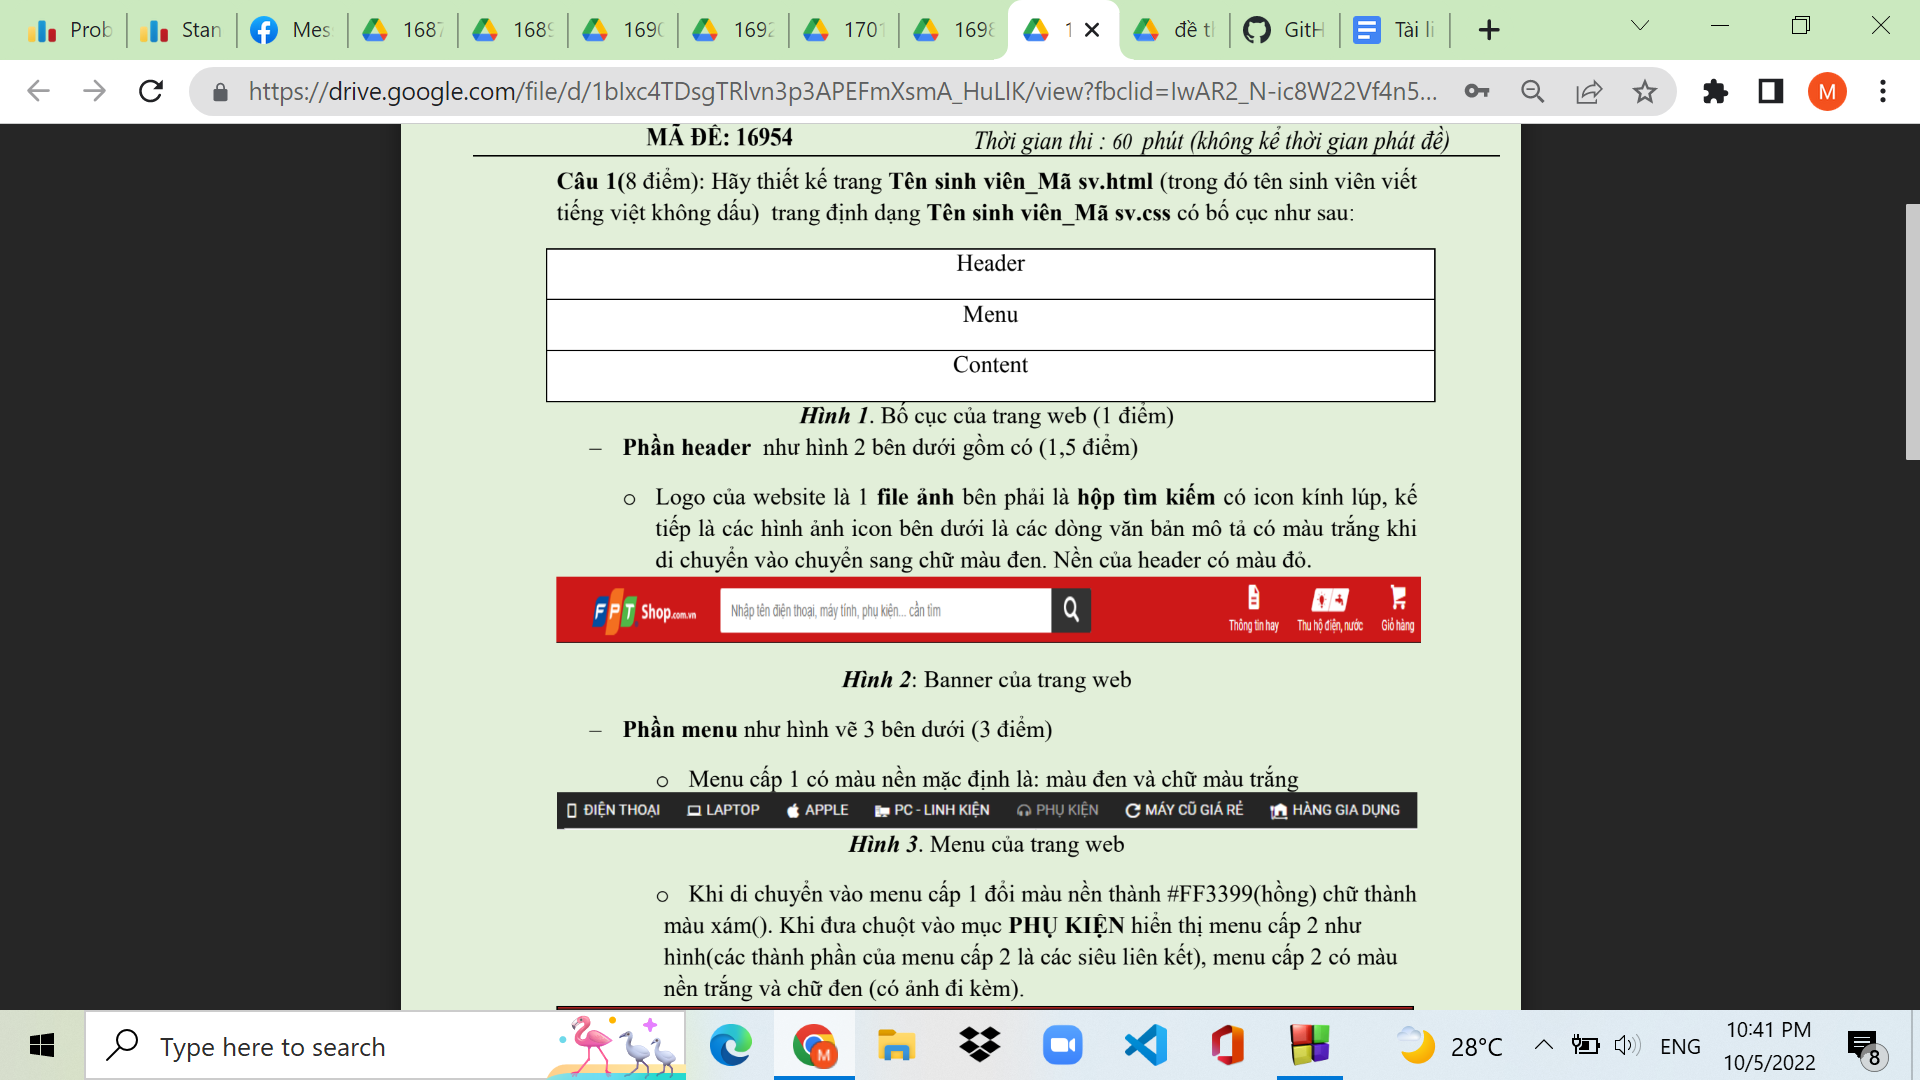 Prob
Stan
Mes
1687
1689
1690
1692
1701
1698
1
đề t
GitH
Tài li
https://drive.google.com/file/d/1blxc4TDsgTRlvn3p3APEFmXsmA_HuLlK/view?fbclid=IwAR2_N-ic8W22Vf4n5...
M
MÃ ĐỀ: 16954
Thời gian thi : 60 phút (không kể thời gian phát đề)
Câu 1(8 điểm): Hãy thiết kế trang Tên sinh viên_Mã sv.html (trong đó tên sinh viên viết
tiếng việt không dấu) trang định dạng Tên sinh viên_Mã sv.css có bố cục như sau:
Header
Menu
Content
Hình 1. Bố cục của trang web (1 điểm)
– Phần header như hình 2 bên dưới gồm có (1,5 điểm)
o Logo của website là 1 file ảnh bên phải là hộp tìm kiếm có icon kính lúp, kế
tiếp là các hình ảnh icon bên dưới là các dòng văn bản mô tả có màu trắng khi
di chuyển vào chuyển sang chữ màu đen. Nền của header có màu đỏ.
FPT Shop.com.vn
Nhập tên điện thoại, máy tính, phụ kiện... cần tìm
Thông tin hay
Thu hộ điện, nước
Giỏ hàng
Hình 2: Banner của trang web
– Phần menu như hình vẽ 3 bên dưới (3 điểm)
o Menu cấp 1 có màu nền mặc định là: màu đen và chữ màu trắng
ĐIỆN THOẠI LAPTOP APPLE PC - LINH KIỆN PHỤ KIỆN MÁY CŨ GIÁ RẺ HÀNG GIA DỤNG
Hình 3. Menu của trang web
o Khi di chuyển vào menu cấp 1 đổi màu nền thành #FF3399(hồng) chữ thành
màu xám(). Khi đưa chuột vào mục PHỤ KIỆN hiển thị menu cấp 2 như
hình(các thành phần của menu cấp 2 là các siêu liên kết), menu cấp 2 có màu
nền trắng và chữ đen (có ảnh đi kèm).
Type here to search
M
28°C
ENG
10:41 PM
10/5/2022
8